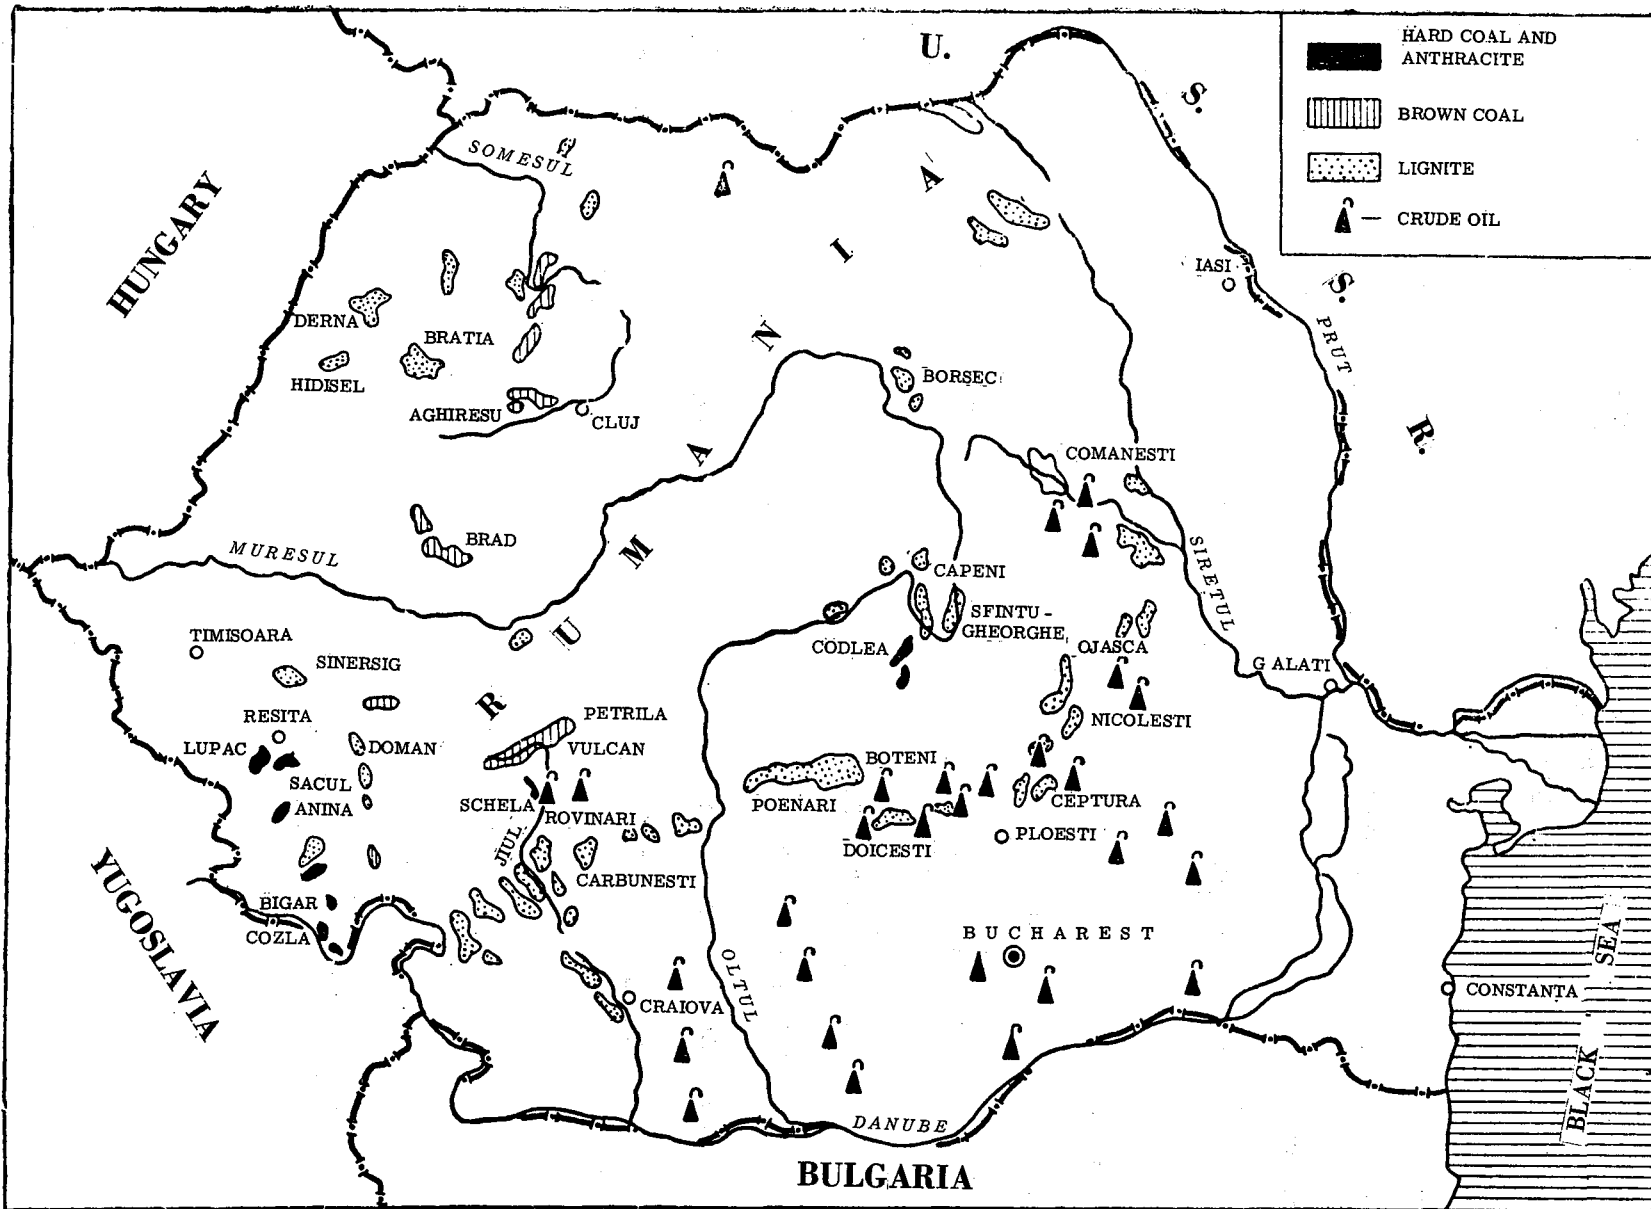 HARD COAL AND
ANTHRACITE
BROWN COAL
LIGNITE
CRUDE OIL
U.
S.
S.
R.
HUNGARY
YUGOSLAVIA
BULGARIA
BLACK SEA
R U M A N I A
SOMESUL
IASI
PRUT
DERNA
BRATIA
HIDISEL
AGHIRESU
CLUJ
BORSEC
COMANESTI
BRAD
MURESUL
SIRETUL
CAPENI
SFINTU-
GHEORGHE
CODLEA
OJASCA
TIMISOARA
SINERSIG
GALATI
RESITA
PETRILA
NICOLESTI
LUPAC
DOMAN
VULCAN
BOTENI
SACUL
ANINA
SCHELA
ROVINARI
POENARI
CEPTURA
PLOESTI
JIUL
DOICESTI
CARBUNESTI
BIGAR
COZLA
OLTUL
BUCHAREST
CRAIOVA
CONSTANTA
DANUBE